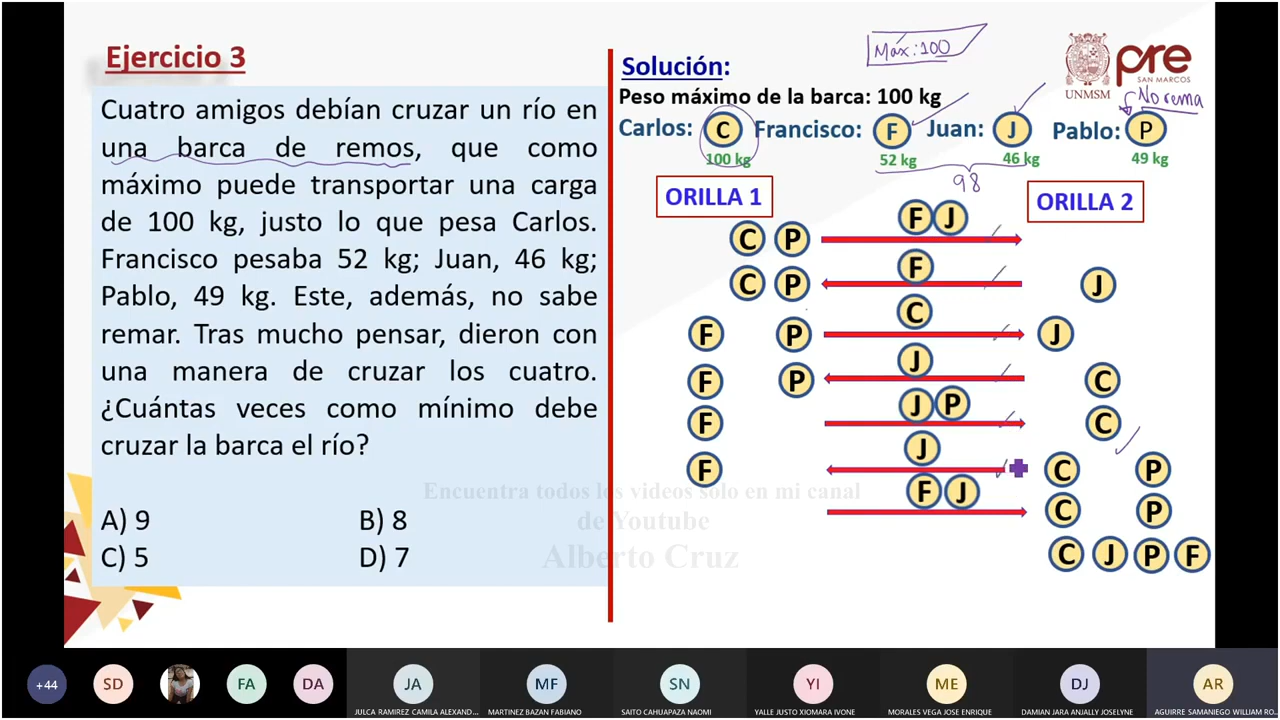 Ejercicio 3
Cuatro amigos debían cruzar un río en
una barca de remos, que como
máximo puede transportar una carga
de 100 kg, justo lo que pesa Carlos.
Francisco pesaba 52 kg; Juan, 46 kg;
Pablo, 49 kg. Este, además, no sabe
remar. Tras mucho pensar, dieron con
una manera de cruzar los cuatro.
¿Cuántas veces como mínimo debe
cruzar la barca el río?
A) 9 B) 8
C) 5 D) 7
Máx: 100
Solución:
Peso máximo de la barca: 100 kg
Carlos: C Francisco: F Juan: J Pablo: P
100 kg 52 kg 46 kg 49 kg
No rema
98
UNMSM
pre
SAN MARCOS
ORILLA 1 ORILLA 2
F J
C P
F
C P J
C
F P J
J
F P C
J P
F C
J
F C P
F J
C P
C J P F
Encuentra todos los videos solo en mi canal
de Youtube
Alberto Cruz
+44 SD FA DA JA MF SN YI ME DJ AR
JULCA RAMIREZ CAMILA ALEXAND... MARTINEZ BAZAN FABIANO SAITO CAHUAPAZA NAOMI YALLE JUSTO XIOMARA IVONE MORALES VEGA JOSE ENRIQUE DAMIAN JARA ANJALLY JOSELYNE AGUIRRE SAMANEGO WILLIAM RO...